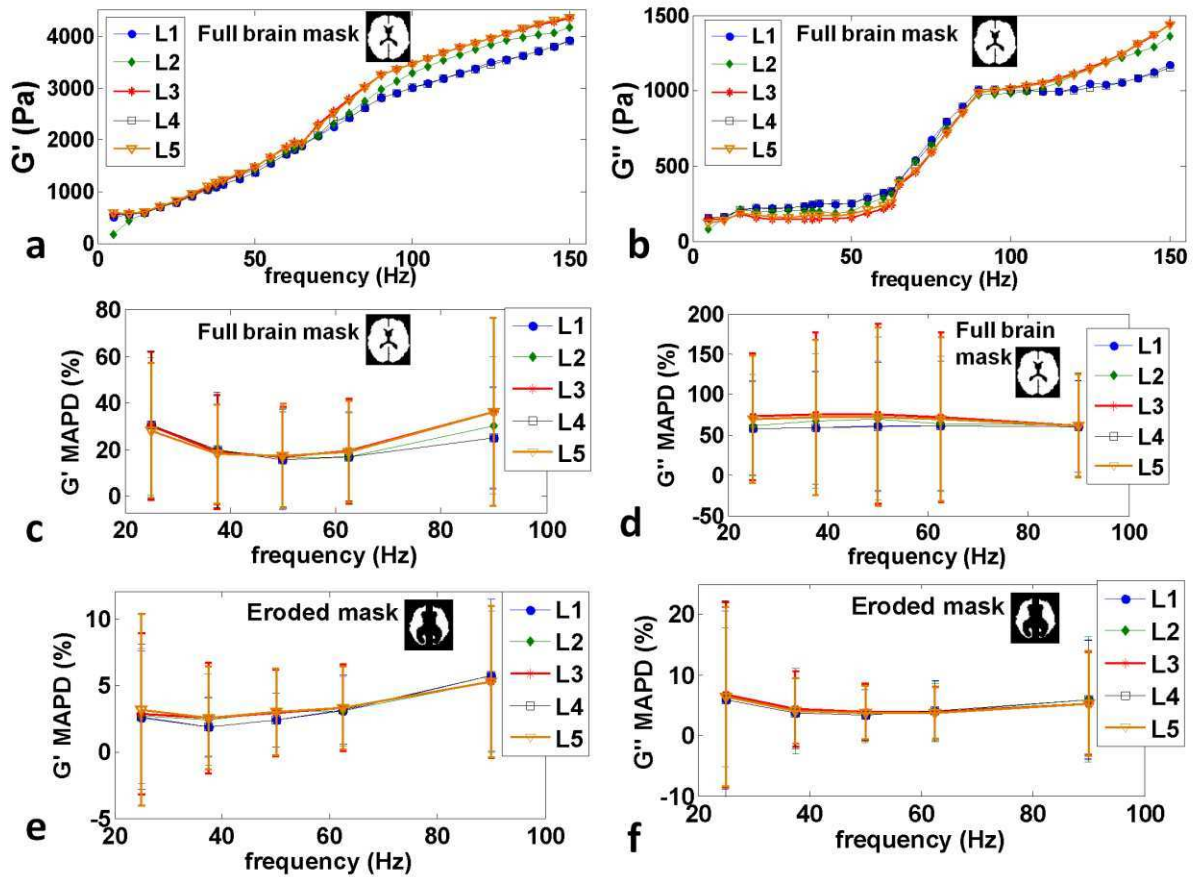 G' (Pa)
4000
3000
2000
1000
0
0
50
100
150
frequency (Hz)
Full brain mask
L1
L2
L3
L4
L5
a
G'' (Pa)
1500
1000
500
0
0
50
100
150
frequency (Hz)
Full brain mask
L1
L2
L3
L4
L5
b
G' MAPD (%)
80
60
40
20
0
20
40
60
80
100
frequency (Hz)
Full brain mask
L1
L2
L3
L4
L5
c
G'' MAPD (%)
200
150
100
50
0
-50
20
40
60
80
100
frequency (Hz)
Full brain
mask
L1
L2
L3
L4
L5
d
G' MAPD (%)
10
5
0
-5
20
40
60
80
100
frequency (Hz)
Eroded mask
L1
L2
L3
L4
L5
e
G'' MAPD (%)
20
10
0
-10
20
40
60
80
100
frequency (Hz)
Eroded mask
L1
L2
L3
L4
L5
f